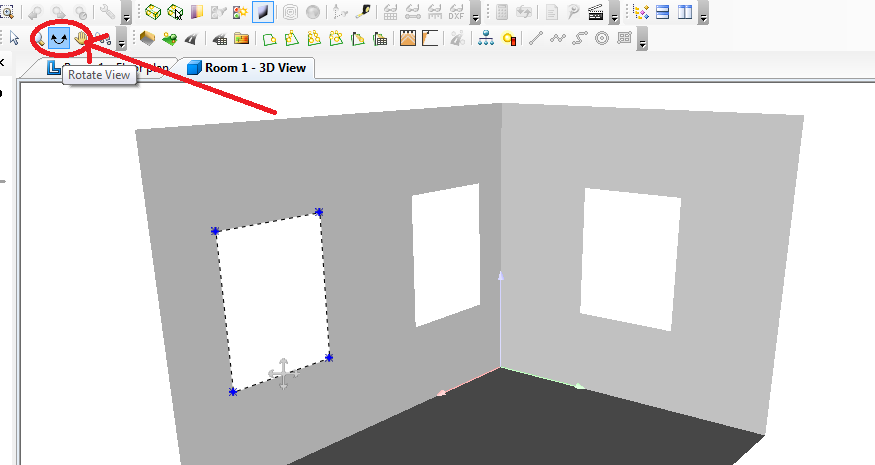 DXF
Rotate View
Room 1 - 3D View